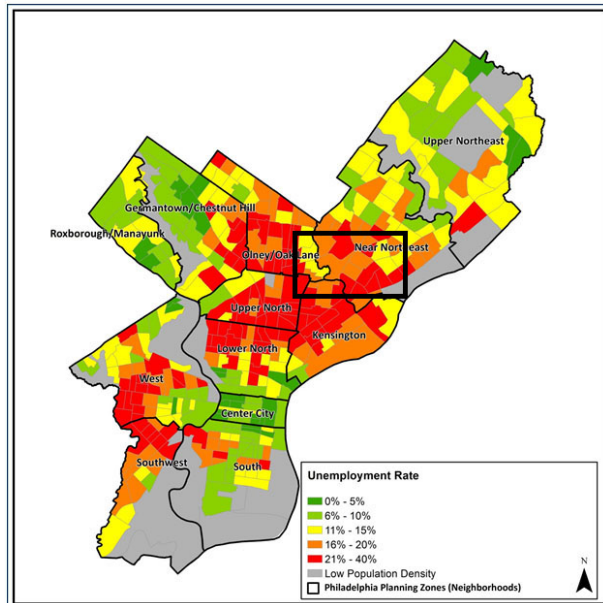 Upper Northeast
Germantown/Chestnut Hill
Roxborough/Manayunk
Olney/Oak Lane
Near Northeast
Upper North
Kensington
Lower North
West
Center City
Southwest
South
Unemployment Rate
0% - 5%
6% - 10%
11% - 15%
16% - 20%
21% - 40%
Low Population Density
Philadelphia Planning Zones (Neighborhoods)
N